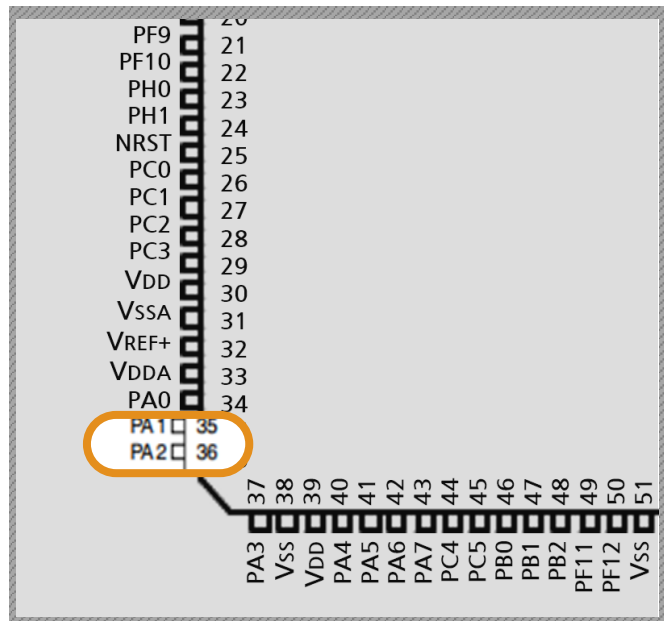 20
PF9 21
PF10 22
PH0 23
PH1 24
NRST 25
PC0 26
PC1 27
PC2 28
PC3 29
VDD 30
VSSA 31
VREF+ 32
VDDA 33
PA0 34
PA1 35
PA2 36
37 38 39 40 41 42 43 44 45 46 47 48 49 50 51
PA3 VSS VDD PA4 PA5 PA6 PA7 PC4 PC5 PB0 PB1 PB2 PF11 PF12 VSS